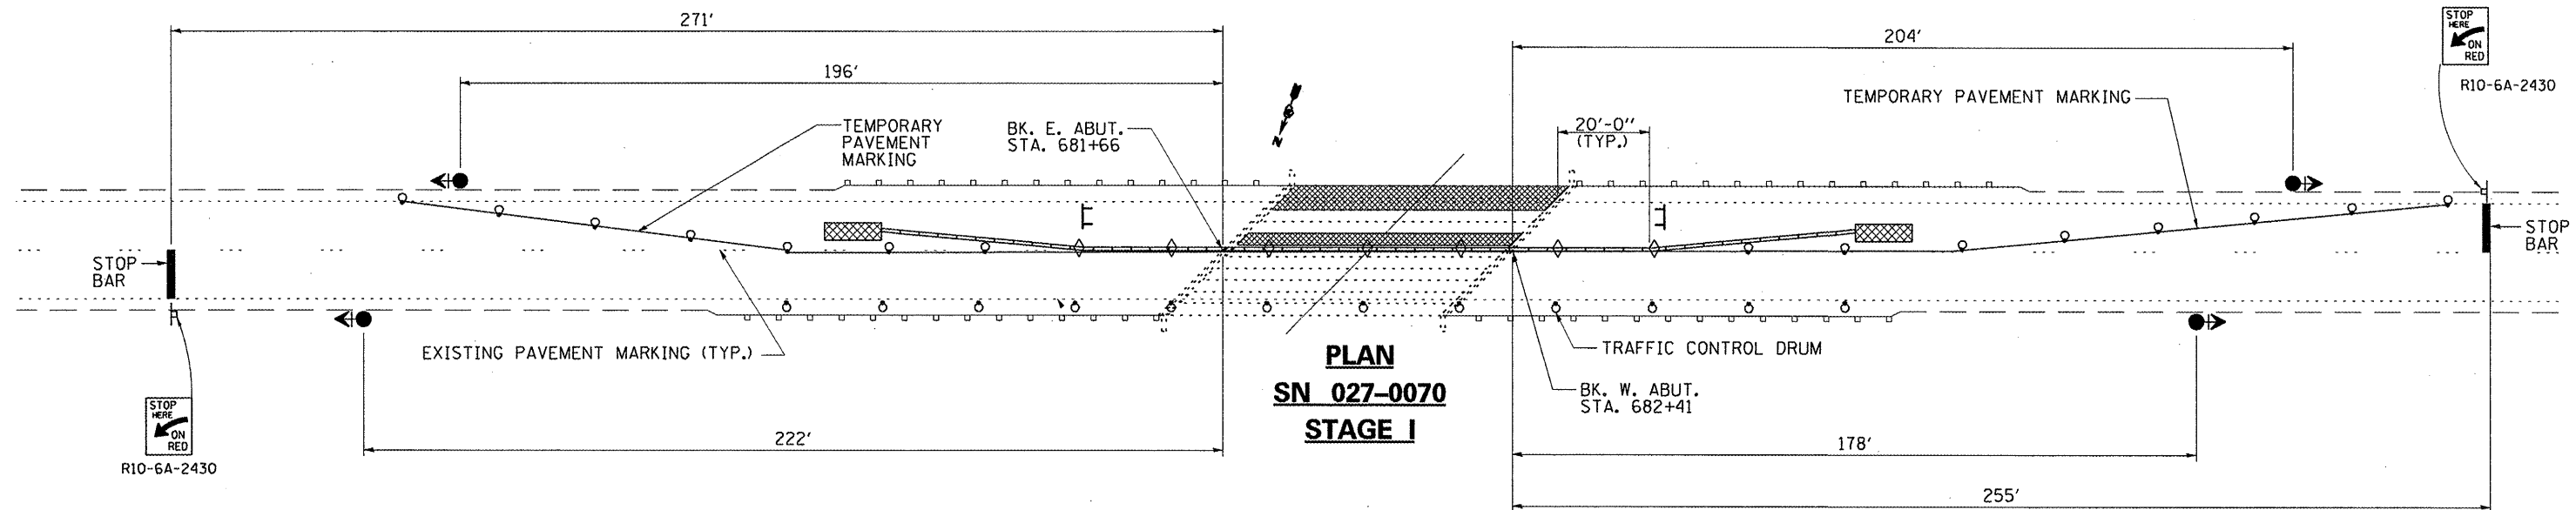 271'
STOP
HERE
ON
RED
204'
196'
R10-6A-2430
TEMPORARY PAVEMENT MARKING
TEMPORARY
PAVEMENT
MARKING
BK. E. ABUT.
STA. 681+66
20'-0"
(TYP.)
N
STOP
BAR
STOP
BAR
EXISTING PAVEMENT MARKING (TYP.)
TRAFFIC CONTROL DRUM
PLAN
SN 027-0070
STAGE I
BK. W. ABUT.
STA. 682+41
STOP
HERE
ON
RED
R10-6A-2430
222'
178'
255'